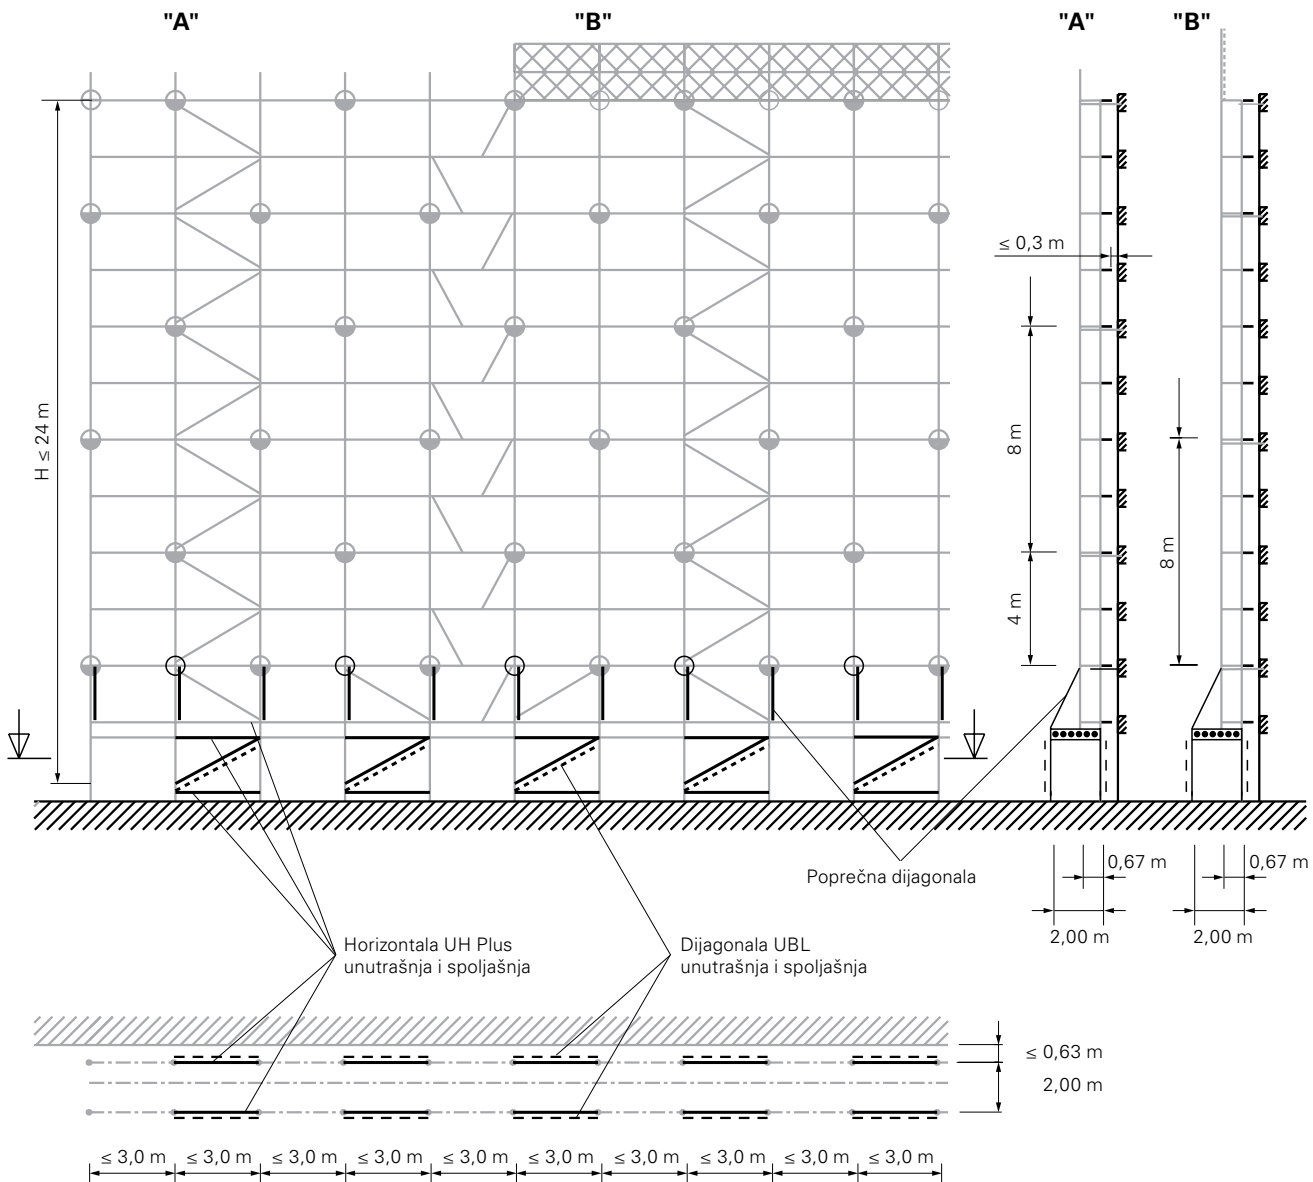 "A"
"B"
"A"
"B"
≤ 0,3 m
H ≤ 24 m
8 m
8 m
4 m
Poprečna dijagonala
0,67 m
0,67 m
2,00 m
2,00 m
Horizontala UH Plus
unutrašnja i spoljašnja
Dijagonala UBL
unutrašnja i spoljašnja
≤ 0,63 m
2,00 m
≤ 3,0 m
≤ 3,0 m
≤ 3,0 m
≤ 3,0 m
≤ 3,0 m
≤ 3,0 m
≤ 3,0 m
≤ 3,0 m
≤ 3,0 m
≤ 3,0 m